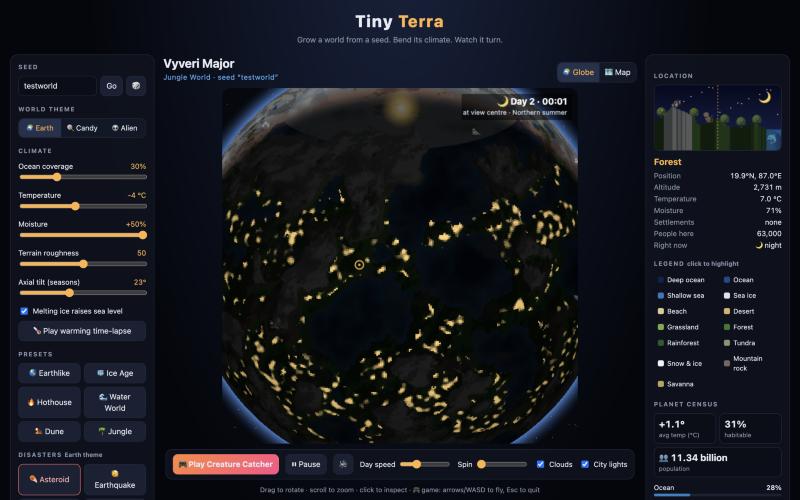 Tiny Terra
Grow a world from a seed. Bend its climate. Watch it turn.
SEED
testworld
Go
WORLD THEME
Earth
Candy
Alien
CLIMATE
Ocean coverage 30%
Temperature -4 °C
Moisture +50%
Terrain roughness 50
Axial tilt (seasons) 23°
Melting ice raises sea level
Play warming time-lapse
PRESETS
Earthlike
Ice Age
Hothouse
Water World
Dune
Jungle
DISASTERS Earth theme
Asteroid
Earthquake
Vyveri Major
Jungle World · seed "testworld"
Globe
Map
Day 2 · 00:01
at view centre · Northern summer
Play Creature Catcher
Pause
Day speed
Spin
Clouds
City lights
Drag to rotate · scroll to zoom · click to inspect · game: arrows/WASD to fly, Esc to quit
LOCATION
Forest
Position 19.9°N, 87.0°E
Altitude 2,731 m
Temperature 7.0 °C
Moisture 71%
Settlements none
People here 63,000
Right now night
LEGEND click to highlight
Deep ocean
Ocean
Shallow sea
Sea ice
Beach
Desert
Grassland
Forest
Rainforest
Tundra
Snow & ice
Mountain rock
Savanna
PLANET CENSUS
+1.1°
avg temp (°C)
31%
habitable
11.34 billion
population
Ocean 28%